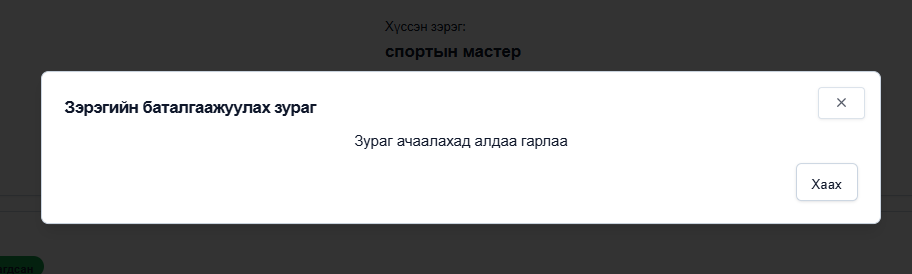 Хүссэн зэрэг:
спортын мастер
Зэрэгийн баталгаажуулах зураг
×
Зураг ачаалахад алдаа гарлаа
Хаах